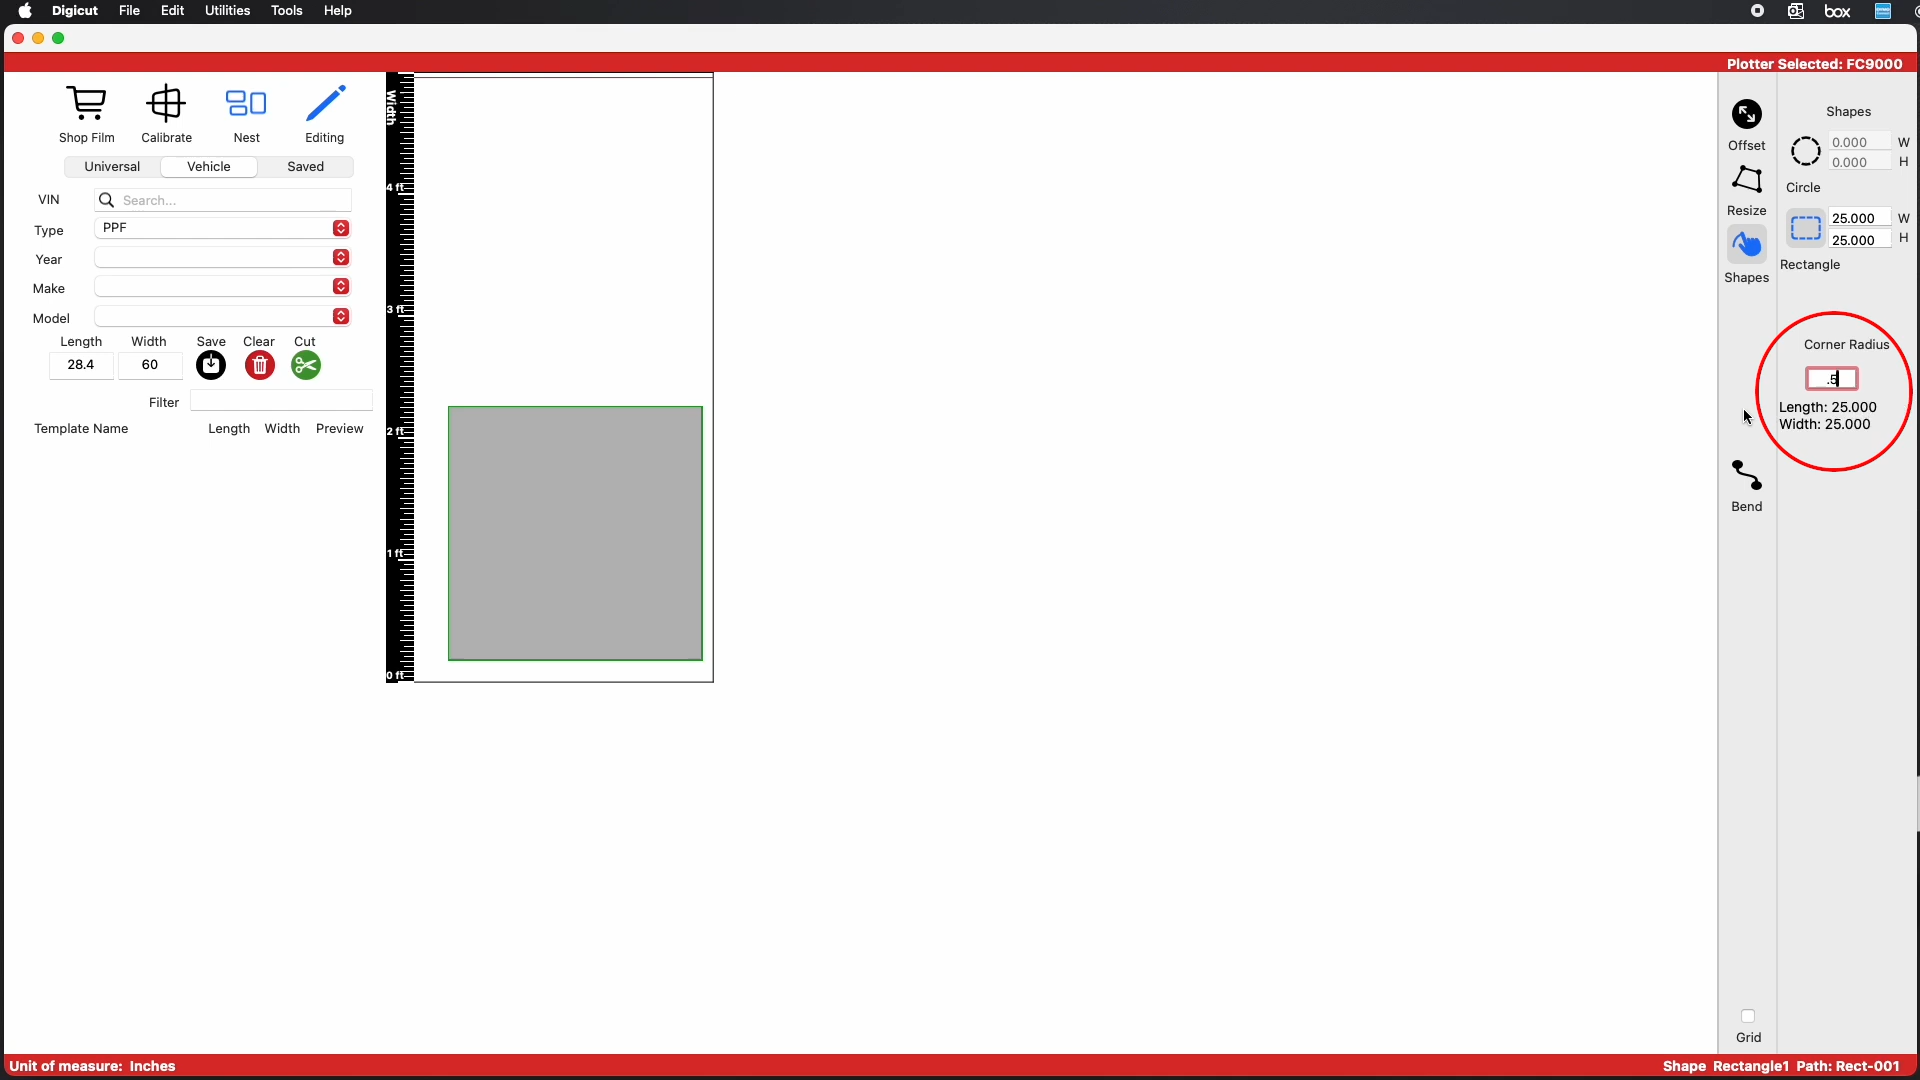 Digicut File Edit Utilities Tools Help
box
Plotter Selected: FC9000
Shop Film Calibrate Nest Editing
Universal Vehicle Saved
VIN Search...
Type PPF
Year
Make
Model
Length Width Save Clear Cut
28.4 60
Filter
Template Name Length Width Preview
Width
4 ft
3 ft
2 ft
1 ft
0 ft
Offset
Resize
Shapes
Bend
Grid
Shapes
0.000 W
0.000 H
Circle
25.000 W
25.000 H
Rectangle
Corner Radius
.5
Length: 25.000
Width: 25.000
Unit of measure: Inches
Shape Rectangle1 Path: Rect-001